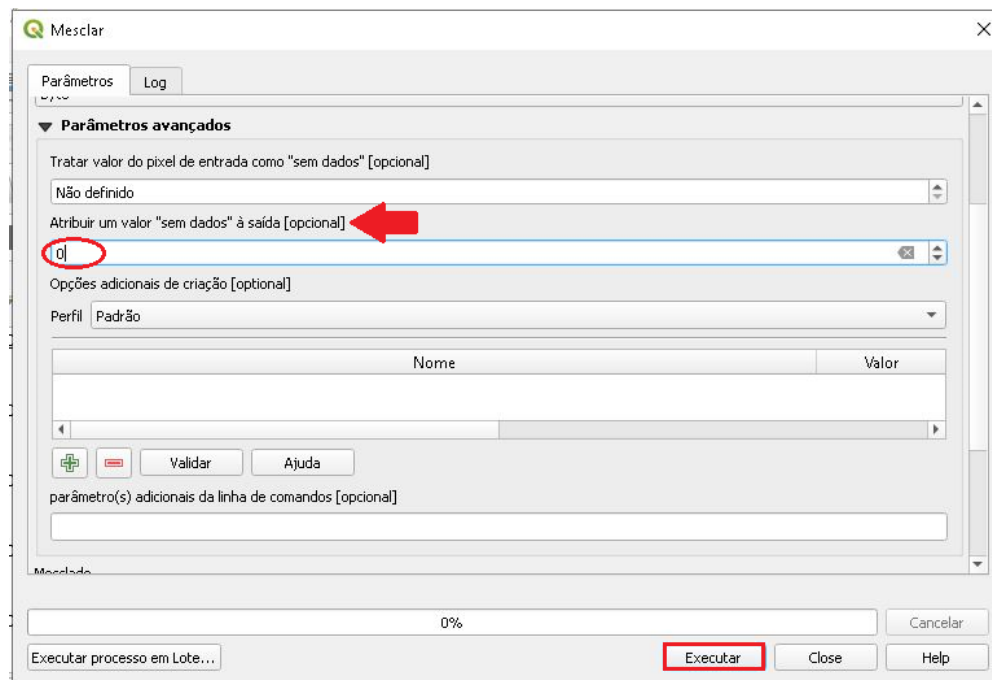 Mesclar
Parâmetros
Log
Byte
Parâmetros avançados
Tratar valor do pixel de entrada como "sem dados" [opcional]
Não definido
Atribuir um valor "sem dados" à saída [opcional]
0
Opções adicionais de criação [optional]
Perfil Padrão
Nome Valor
Validar Ajuda
parâmetro(s) adicionais da linha de comandos [opcional]
Mesclado
0% Cancelar
Executar processo em Lote... Executar Close Help